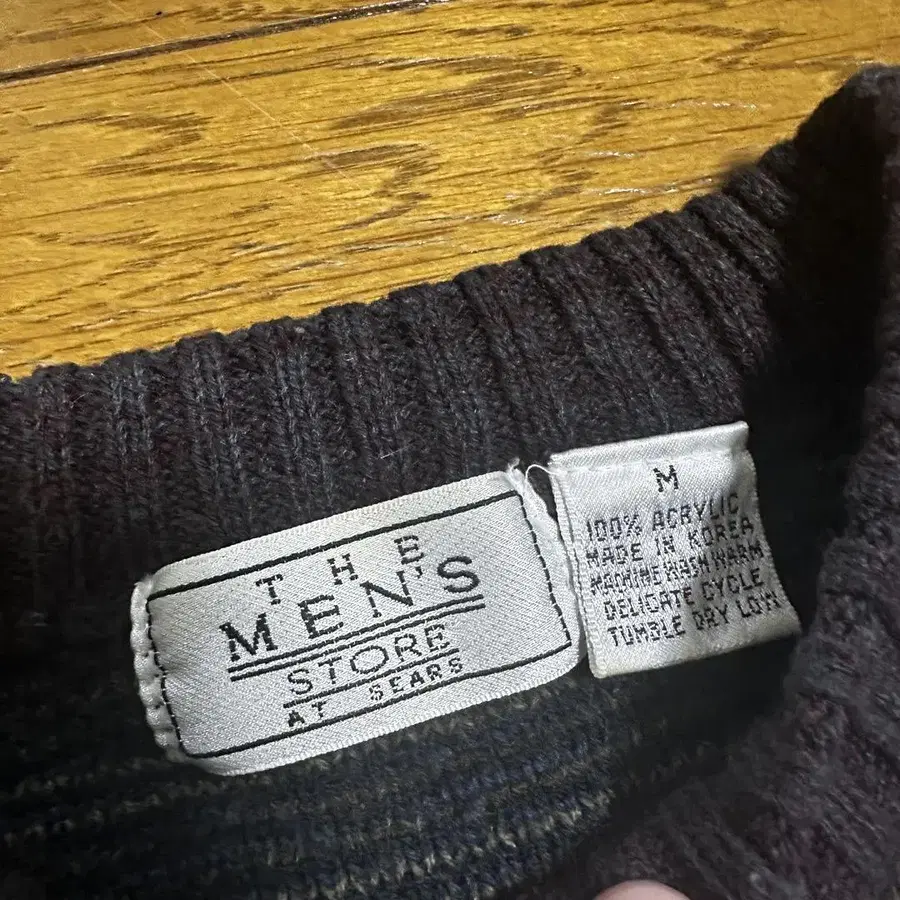 THE
MEN'S
STORE
AT SEARS
M
100% ACRYLIC
MADE IN KOREA
MACHINE WASH WARM
DELICATE CYCLE
TUMBLE DRY LOW